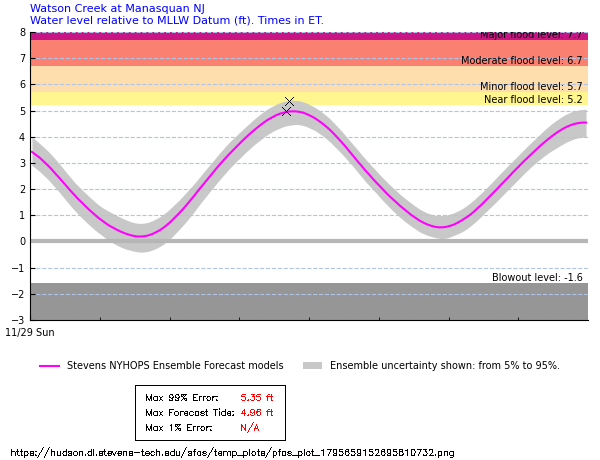 Watson Creek at Manasquan NJ
Water level relative to MLLW Datum (ft). Times in ET.
8
Major flood level: 7.7
7
Moderate flood level: 6.7
6
Minor flood level: 5.7
Near flood level: 5.2
5
4
3
2
1
0
−1
Blowout level: -1.6
−2
−3
11/29 Sun
Stevens NYHOPS Ensemble Forecast models
Ensemble uncertainty shown: from 5% to 95%.
Max 99% Error: 5.35 ft
Max Forecast Tide: 4.96 ft
Max 1% Error: N/A
https://hudson.dl.stevens-tech.edu/sfas/temp_plots/pfas_plot_1795659152695810732.png